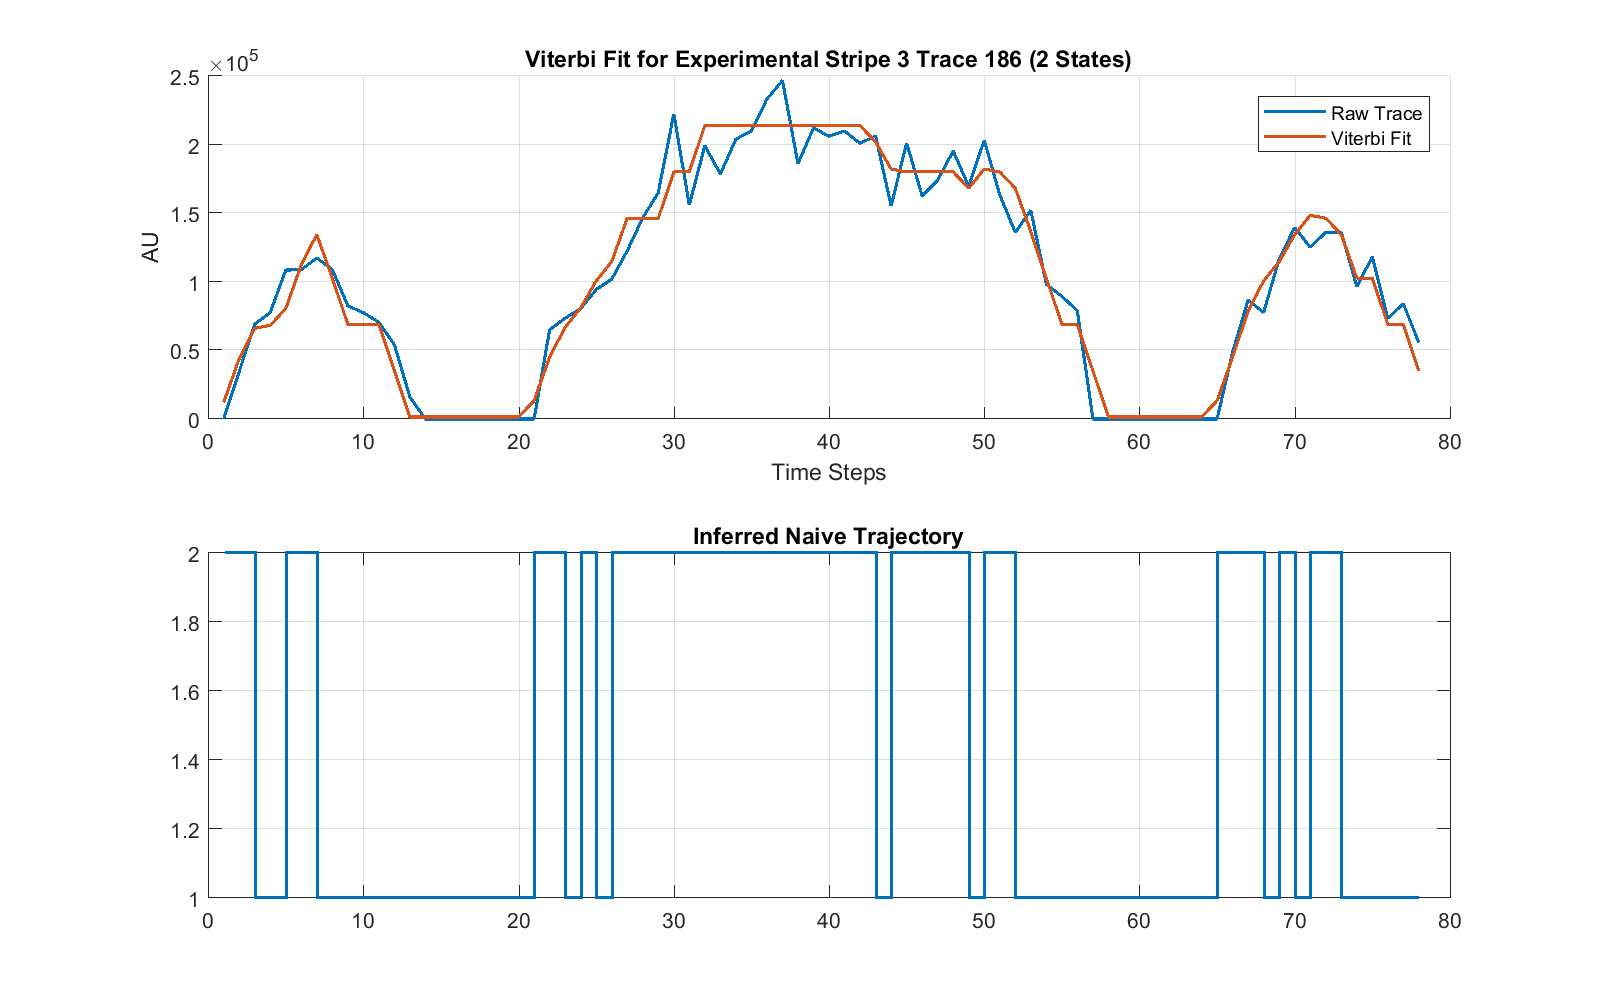 Viterbi Fit for Experimental Stripe 3 Trace 186 (2 States)
×10^5
2.5
2
1.5
1
0.5
0
AU
Raw Trace
Viterbi Fit
0 10 20 30 40 50 60 70 80
Time Steps
Inferred Naive Trajectory
2
1.8
1.6
1.4
1.2
1
0 10 20 30 40 50 60 70 80